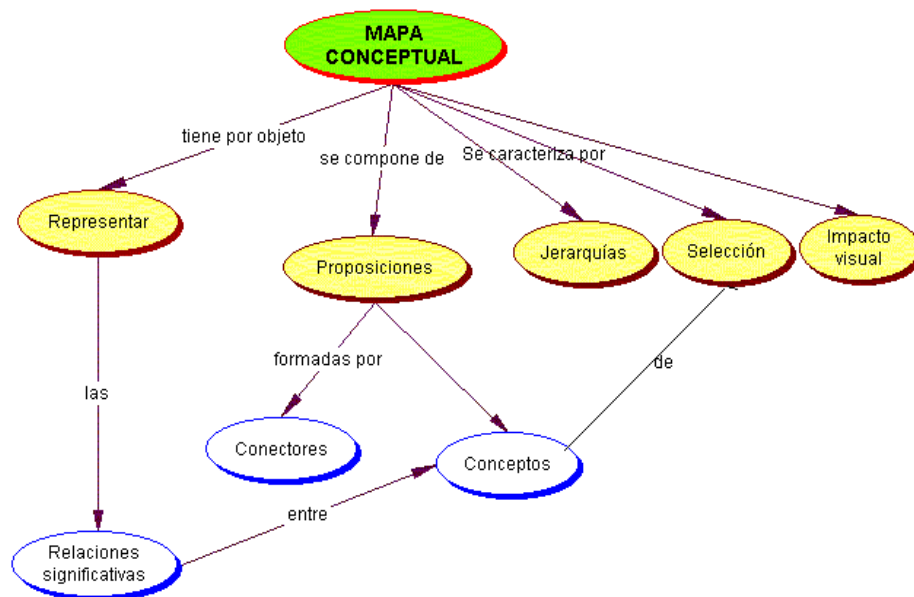 MAPA
CONCEPTUAL
tiene por objeto
se compone de
Se caracteriza por
Representar
Proposiciones
Jerarquías
Selección
Impacto
visual
formadas por
de
las
Conectores
Conceptos
entre
Relaciones
significativas